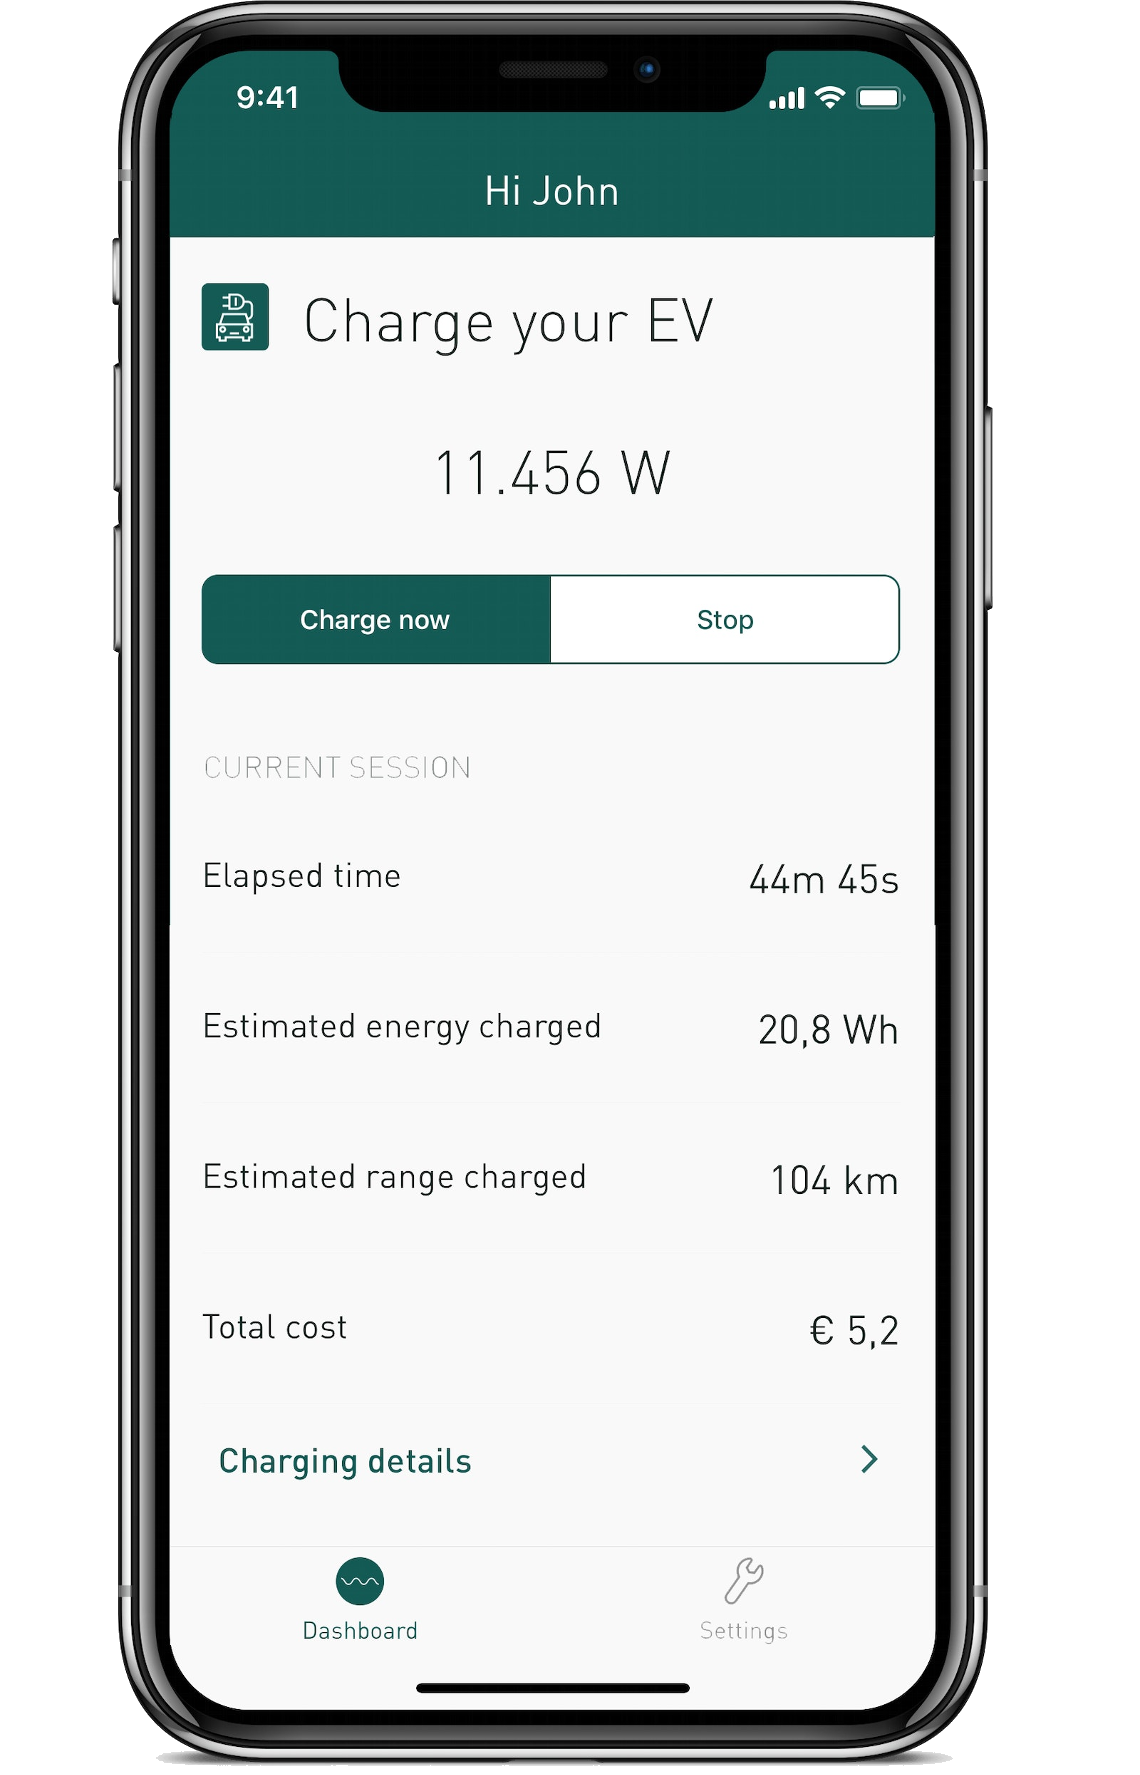 9:41
Hi John
Charge your EV
11.456 W
Charge now
Stop
CURRENT SESSION
Elapsed time
44m 45s
Estimated energy charged
20,8 Wh
Estimated range charged
104 km
Total cost
€ 5,2
Charging details
Dashboard
Settings